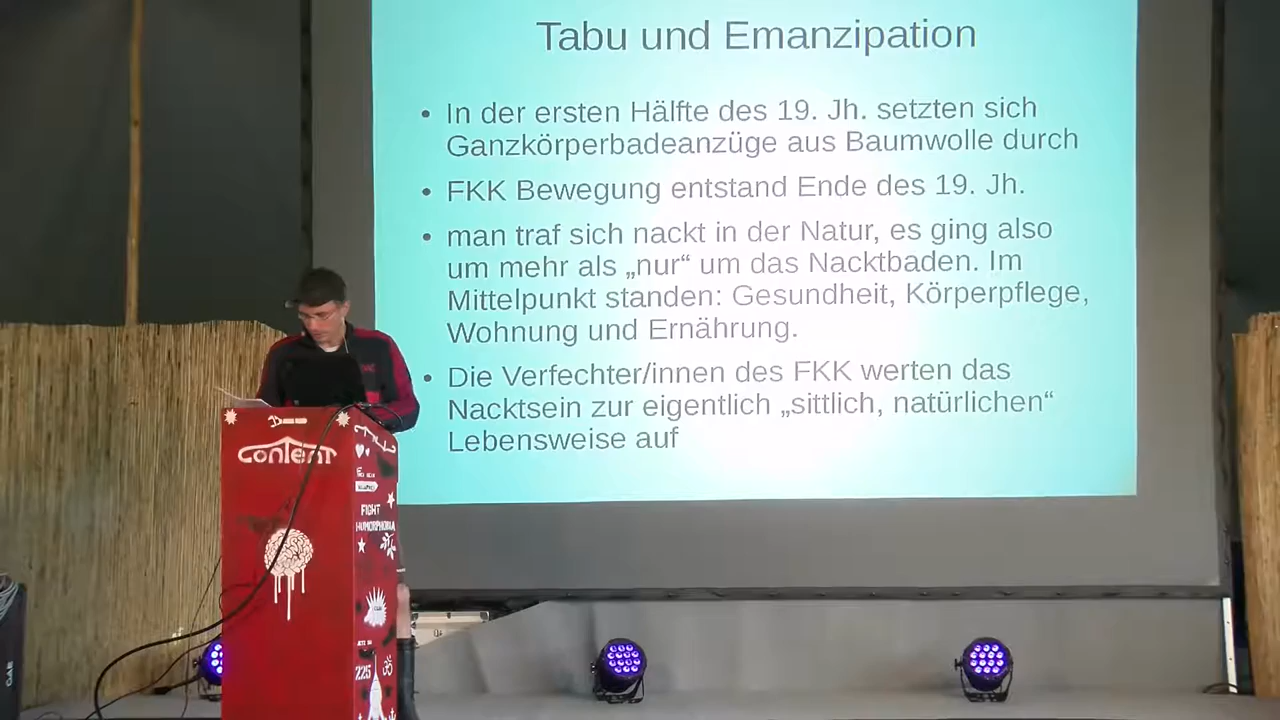 Tabu und Emanzipation
• In der ersten Hälfte des 19. Jh. setzten sich
Ganzkörperbadeanzüge aus Baumwolle durch
• FKK Bewegung entstand Ende des 19. Jh.
• man traf sich nackt in der Natur, es ging also
um mehr als „nur“ um das Nacktbaden. Im
Mittelpunkt standen: Gesundheit, Körperpflege,
Wohnung und Ernährung.
• Die Verfechter/innen des FKK werten das
Nacktsein zur eigentlich „sittlich, natürlichen“
Lebensweise auf
conTenT
FIGHT
HUMORPHOBIA
225